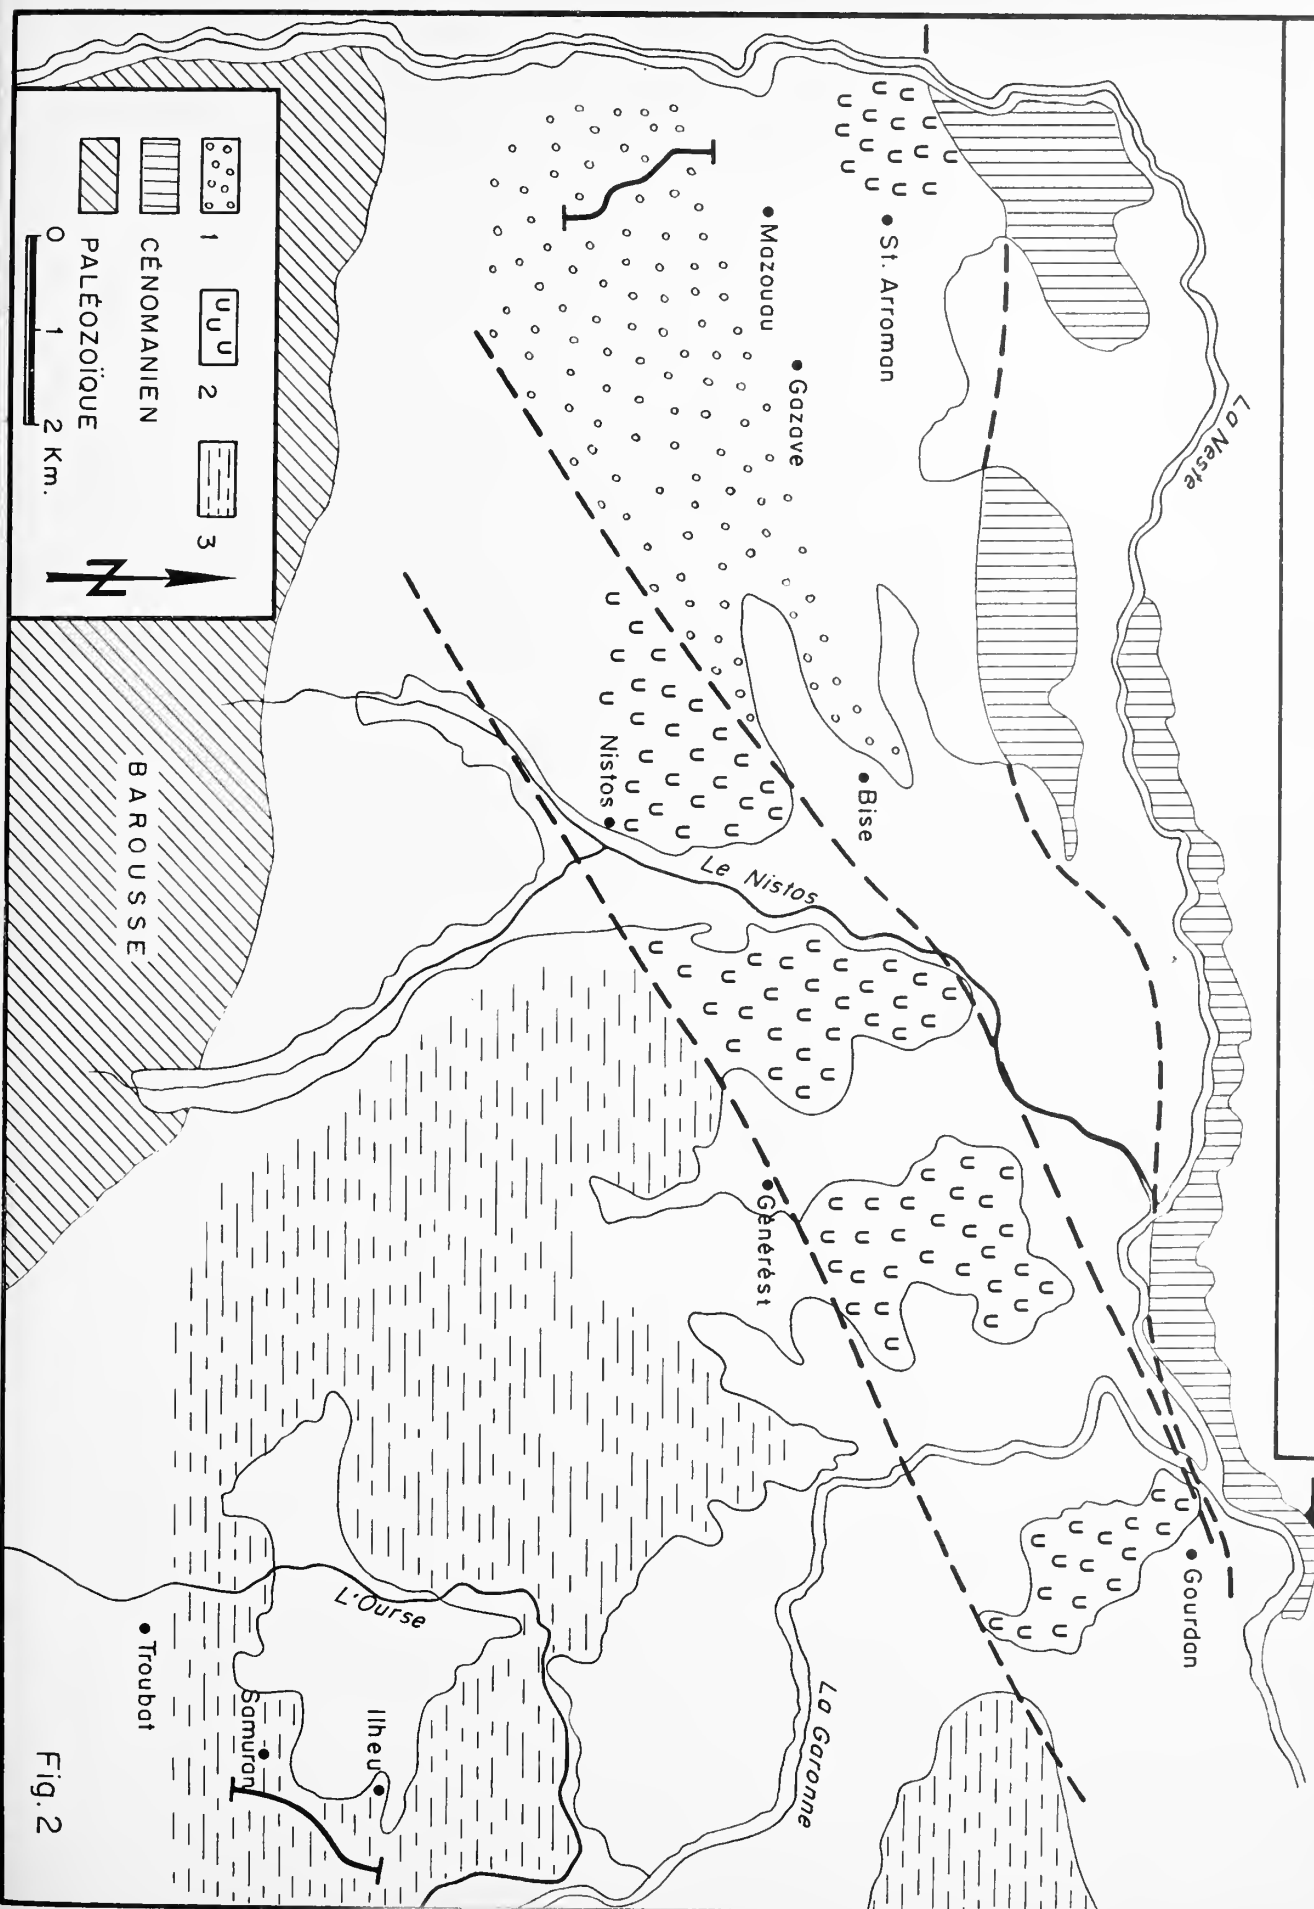 La Neste
St. Arroman
Mazouau
Gazave
Bise
Nistos
Le Nistos
BAROUSSE
Générést
Gourdan
La Garonne
L'Ourse
Ilheu
Samuran
Troubat
1
2
3
CÉNOMANIEN
PALÉOZOÏQUE
0 1 2 Km.
N
Fig. 2